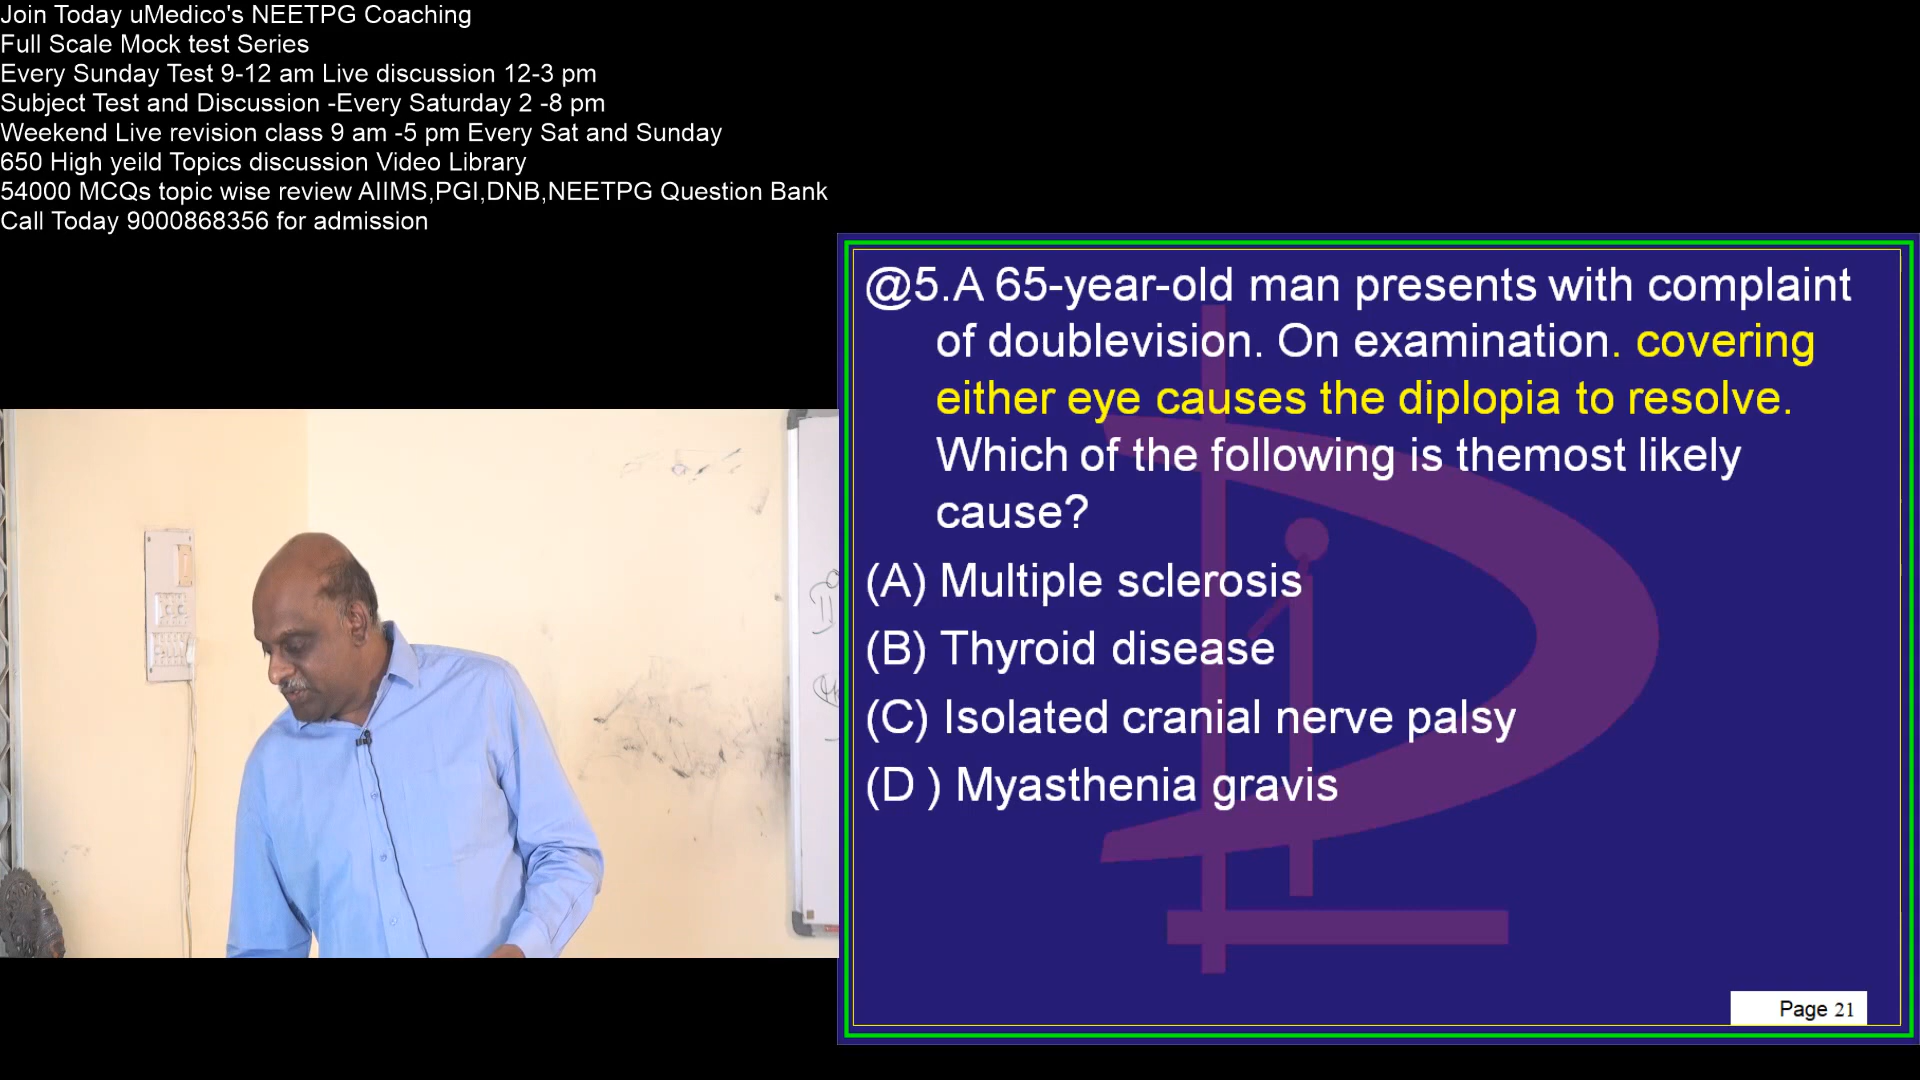 Join Today uMedico's NEETPG Coaching
Full Scale Mock test Series
Every Sunday Test 9-12 am Live discussion 12-3 pm
Subject Test and Discussion -Every Saturday 2 -8 pm
Weekend Live revision class 9 am -5 pm Every Sat and Sunday
650 High yeild Topics discussion Video Library
54000 MCQs topic wise review AIIMS,PGI,DNB,NEETPG Question Bank
Call Today 9000868356 for admission
@5.A 65-year-old man presents with complaint
of doublevision. On examination. covering
either eye causes the diplopia to resolve.
Which of the following is themost likely
cause?
(A) Multiple sclerosis
(B) Thyroid disease
(C) Isolated cranial nerve palsy
(D ) Myasthenia gravis
Page 21